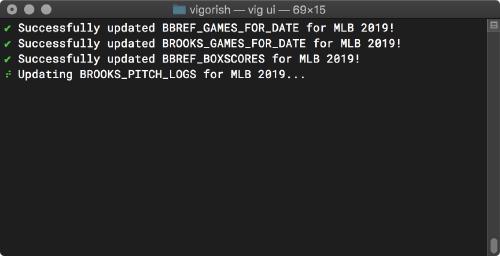 vigorish — vig ui — 69×15
✔ Successfully updated BBREF_GAMES_FOR_DATE for MLB 2019!
✔ Successfully updated BROOKS_GAMES_FOR_DATE for MLB 2019!
✔ Successfully updated BBREF_BOXSCORES for MLB 2019!
Updating BROOKS_PITCH_LOGS for MLB 2019...